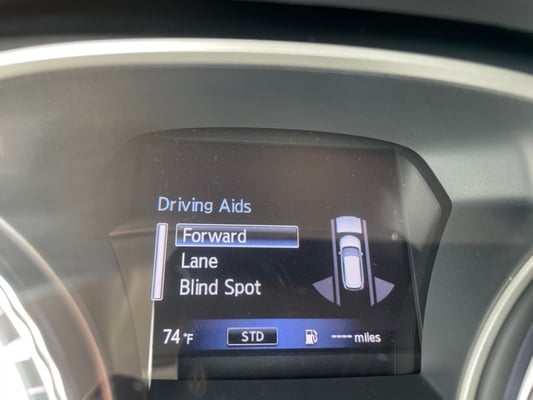 Driving Aids
Forward
Lane
Blind Spot
74°F STD ---- miles